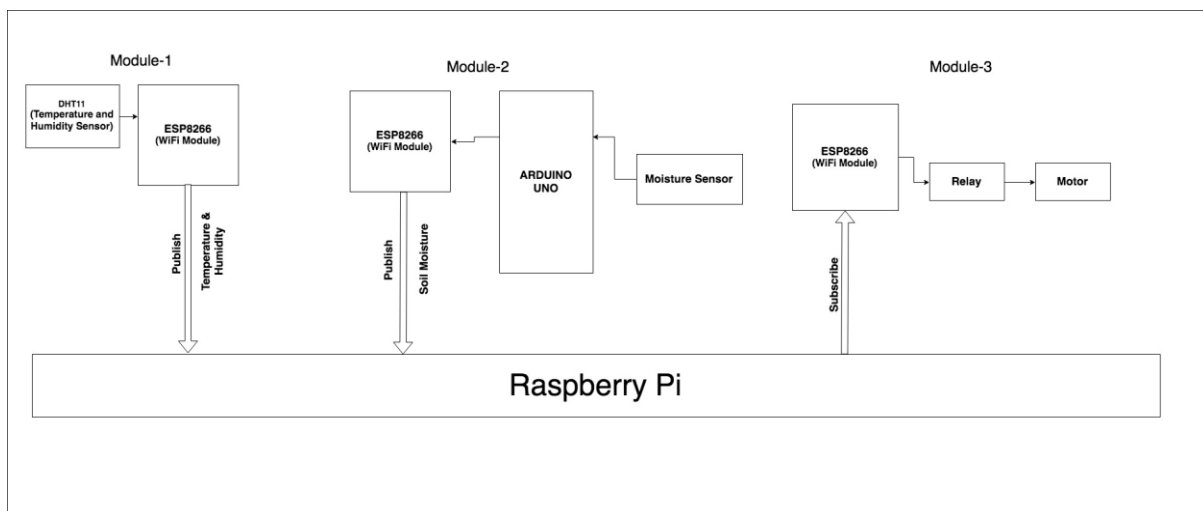 Module-1
DHT11
(Temperature and
Humidity Sensor)
ESP8266
(WiFi Module)
Publish
Temperature &
Humidity
Module-2
ESP8266
(WiFi Module)
ARDUINO
UNO
Moisture Sensor
Publish
Soil Moisture
Module-3
ESP8266
(WiFi Module)
Relay
Motor
Subscribe
Raspberry Pi